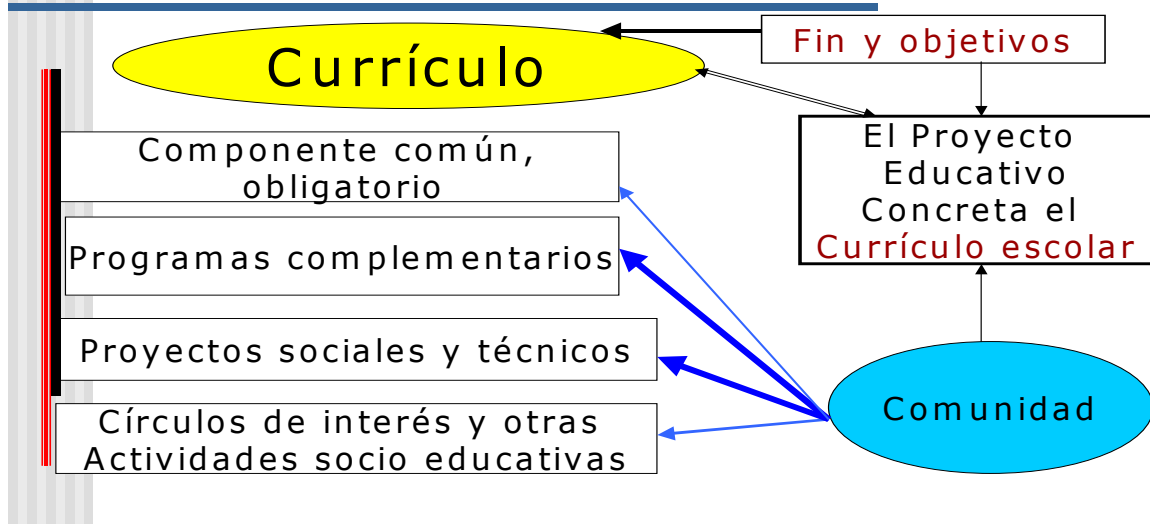 Currículo
Fin y objetivos
El Proyecto
Educativo
Concreta el
Currículo escolar
Componente común,
obligatorio
Programas complementarios
Proyectos sociales y técnicos
Círculos de interés y otras
Actividades socio educativas
Comunidad